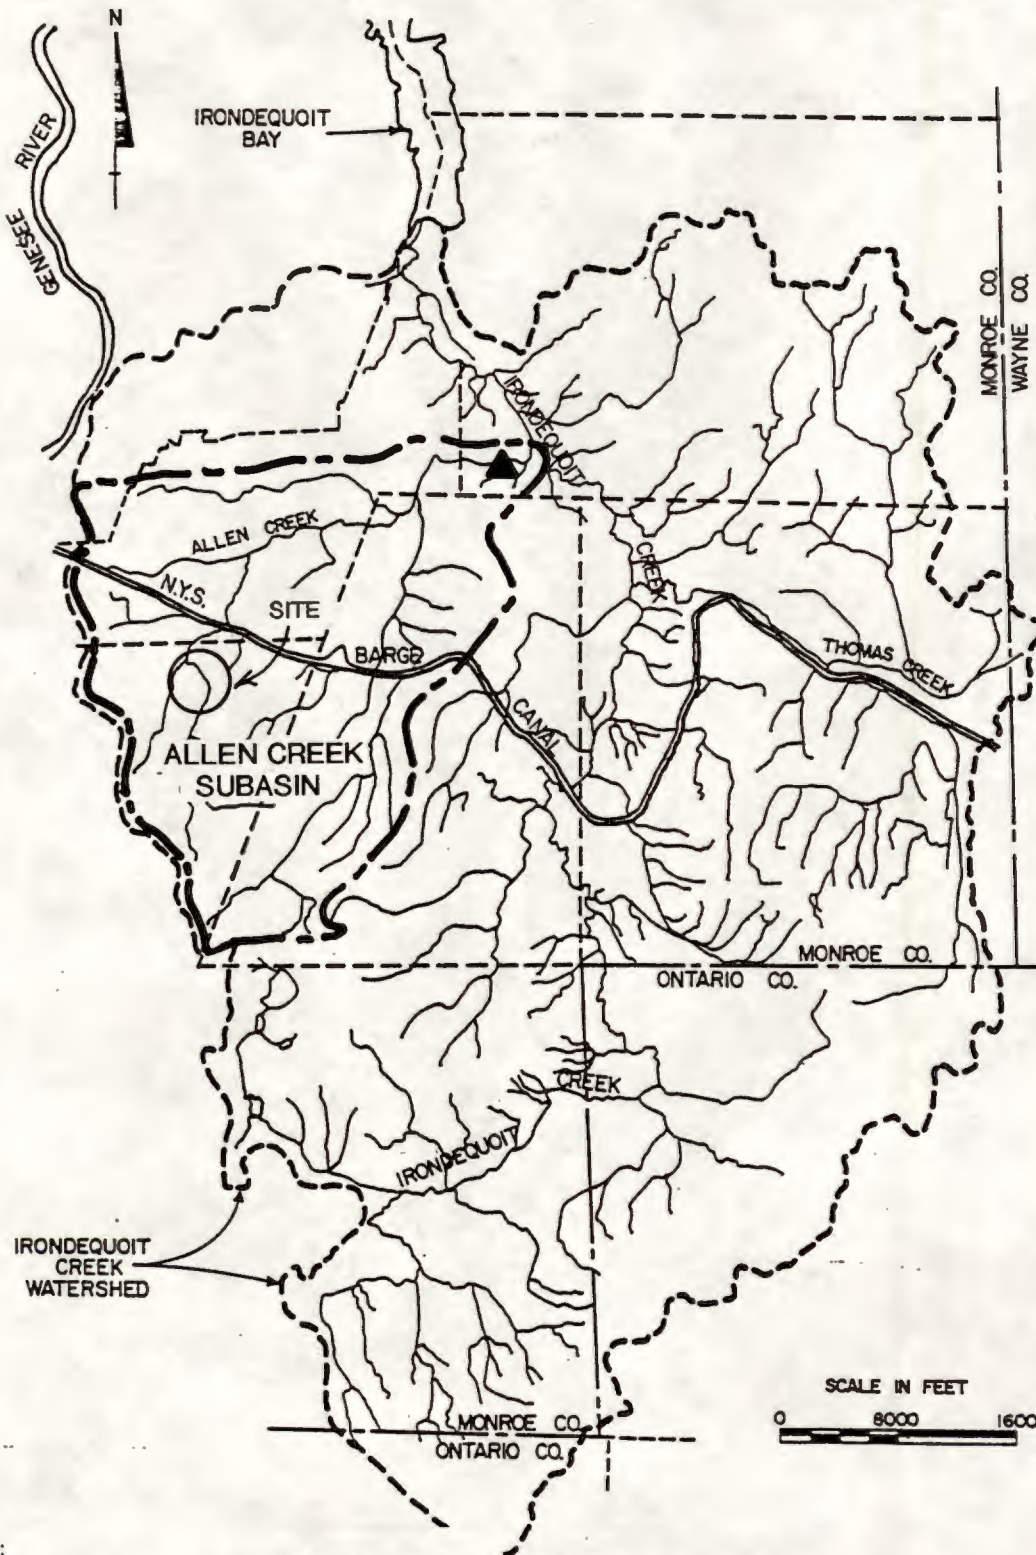 N
IRONDEQUOIT
BAY
GENESEE RIVER
MONROE CO.
WAYNE CO.
IRONDEQUOIT
CREEK
ALLEN CREEK
N.Y.S.
BARGE
CANAL
SITE
THOMAS CREEK
ALLEN CREEK
SUBASIN
MONROE CO.
ONTARIO CO.
CREEK
IRONDEQUOIT
IRONDEQUOIT
CREEK
WATERSHED
SCALE IN FEET
0 8000 1600
MONROE CO.
ONTARIO CO.